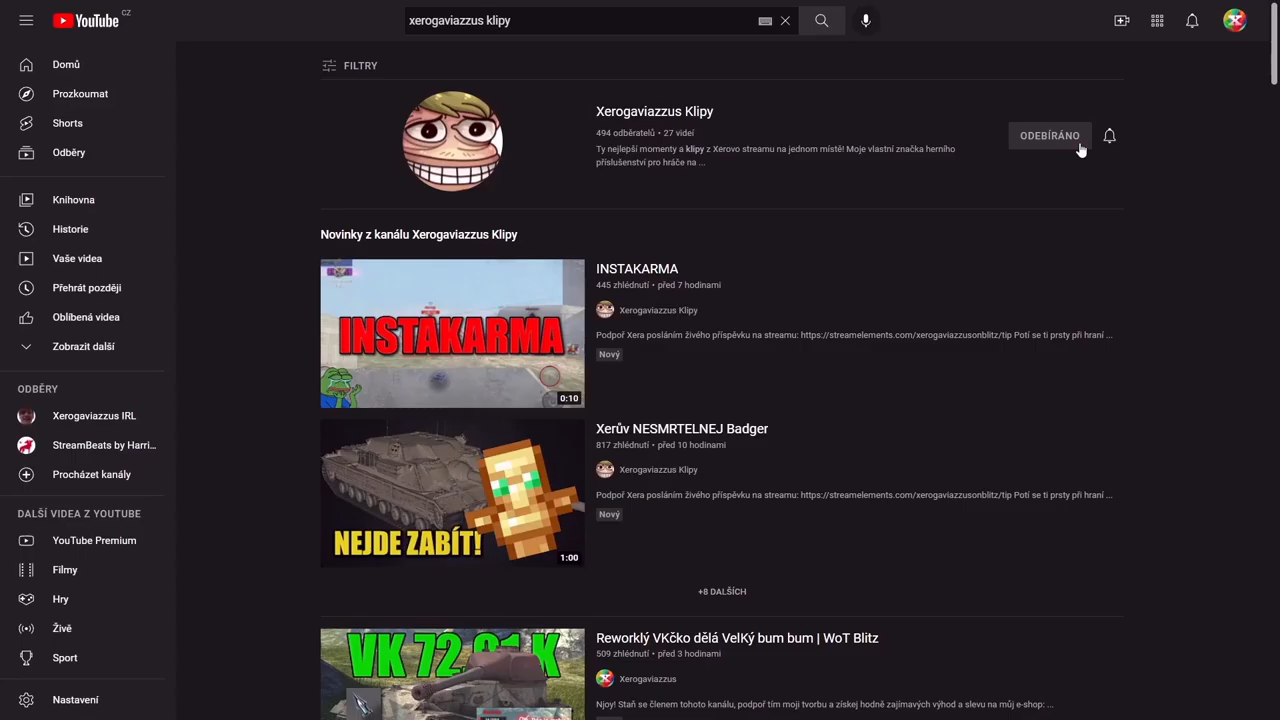 YouTube CZ
xerogaviazzus klipy
Domů
Prozkoumat
Shorts
Odběry
Knihovna
Historie
Vaše videa
Přehrát později
Oblíbená videa
Zobrazit další
ODBĚRY
Xerogaviazzus IRL
StreamBeats by Harri...
Procházet kanály
DALŠÍ VIDEA Z YOUTUBE
YouTube Premium
Filmy
Hry
Živě
Sport
Nastavení
FILTRY
Xerogaviazzus Klipy
494 odběratelů • 27 videí
Ty nejlepší momenty a klipy z Xerovo streamu na jednom místě! Moje vlastní značka herního
příslušenství pro hráče na ...
ODEBÍRÁNO
Novinky z kanálu Xerogaviazzus Klipy
INSTAKARMA
0:10
INSTAKARMA
445 zhlédnutí • před 7 hodinami
Xerogaviazzus Klipy
Podpoř Xera posláním živého příspěvku na streamu: https://streamelements.com/xerogaviazzusonblitz/tip Potí se ti prsty při hraní ...
Nový
NEJDE ZABÍT!
1:00
Xerův NESMRTELNEJ Badger
817 zhlédnutí • před 10 hodinami
Xerogaviazzus Klipy
Podpoř Xera posláním živého příspěvku na streamu: https://streamelements.com/xerogaviazzusonblitz/tip Potí se ti prsty při hraní ...
Nový
+8 DALŠÍCH
VK 72.01 K
Reworklý VKčko dělá VelKý bum bum | WoT Blitz
509 zhlédnutí • před 3 hodinami
Xerogaviazzus
Njoy! Staň se členem tohoto kanálu, podpoř tím moji tvorbu a získej hodně zajímavých výhod a slevu na můj e-shop: ...